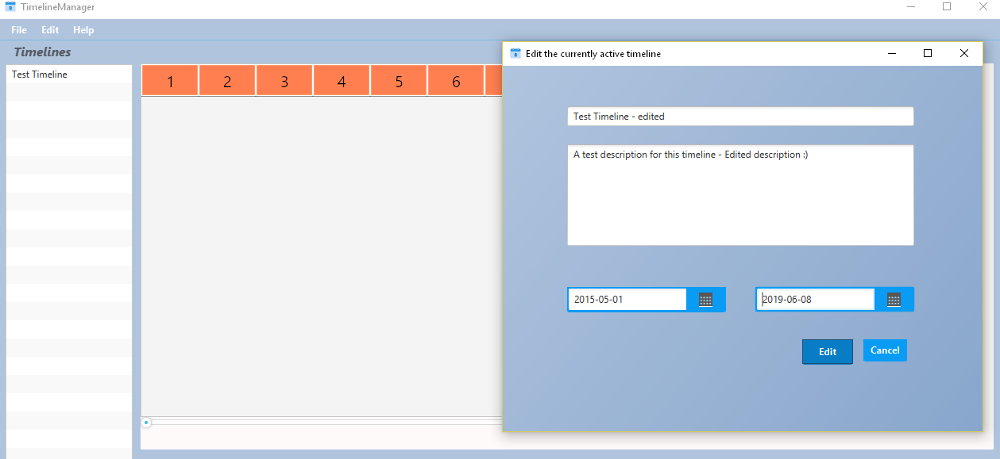 TimelineManager
File Edit Help
Timelines
Test Timeline
1 2 3 4 5 6
Edit the currently active timeline
Test Timeline - edited
A test description for this timeline - Edited description :)
2015-05-01
2019-06-08
Edit
Cancel